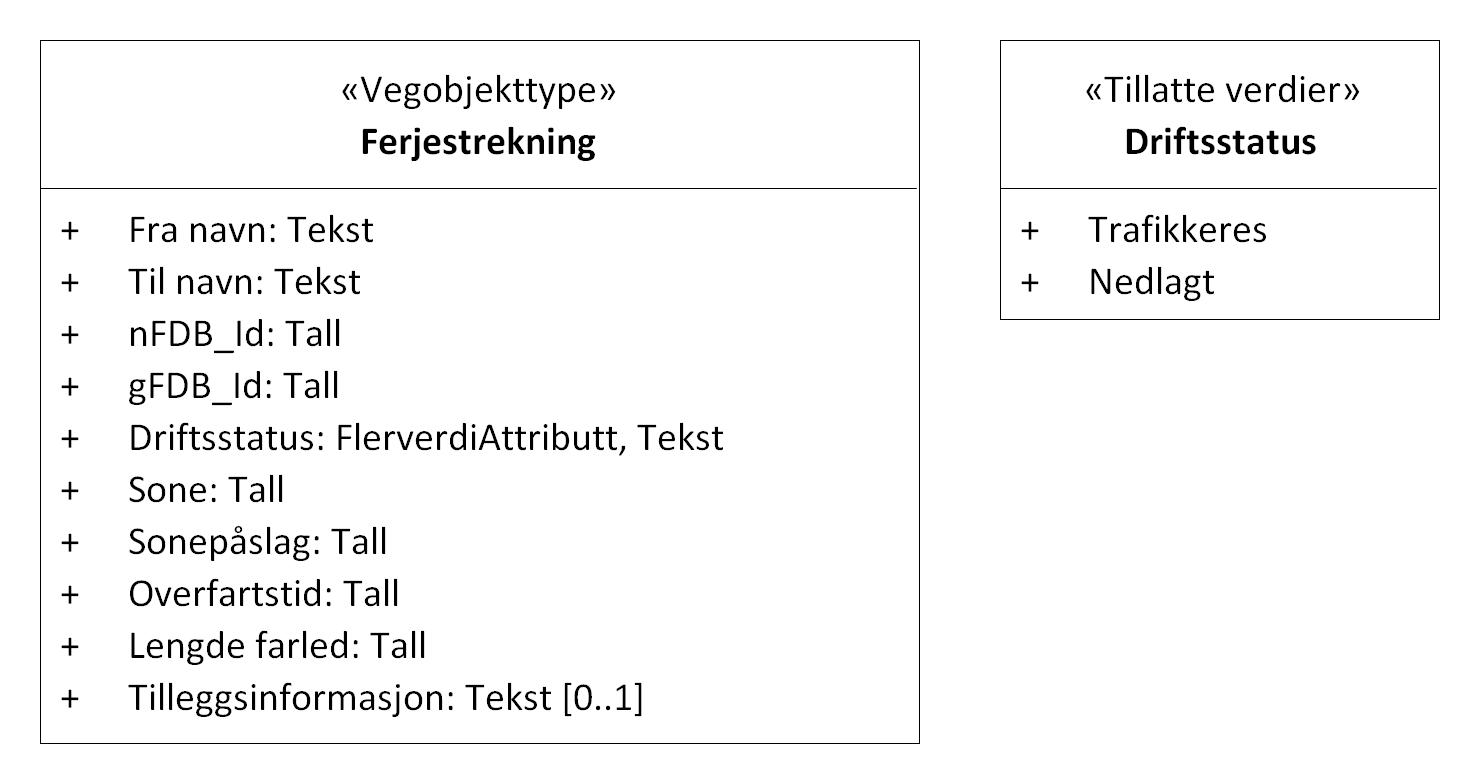 «Vegobjekttype»
Ferjestrekning
+ Fra navn: Tekst
+ Til navn: Tekst
+ nFDB_Id: Tall
+ gFDB_Id: Tall
+ Driftsstatus: FlerverdiAttributt, Tekst
+ Sone: Tall
+ Sonepåslag: Tall
+ Overfartstid: Tall
+ Lengde farled: Tall
+ Tilleggsinformasjon: Tekst [0..1]
«Tillatte verdier»
Driftsstatus
+ Trafikkeres
+ Nedlagt